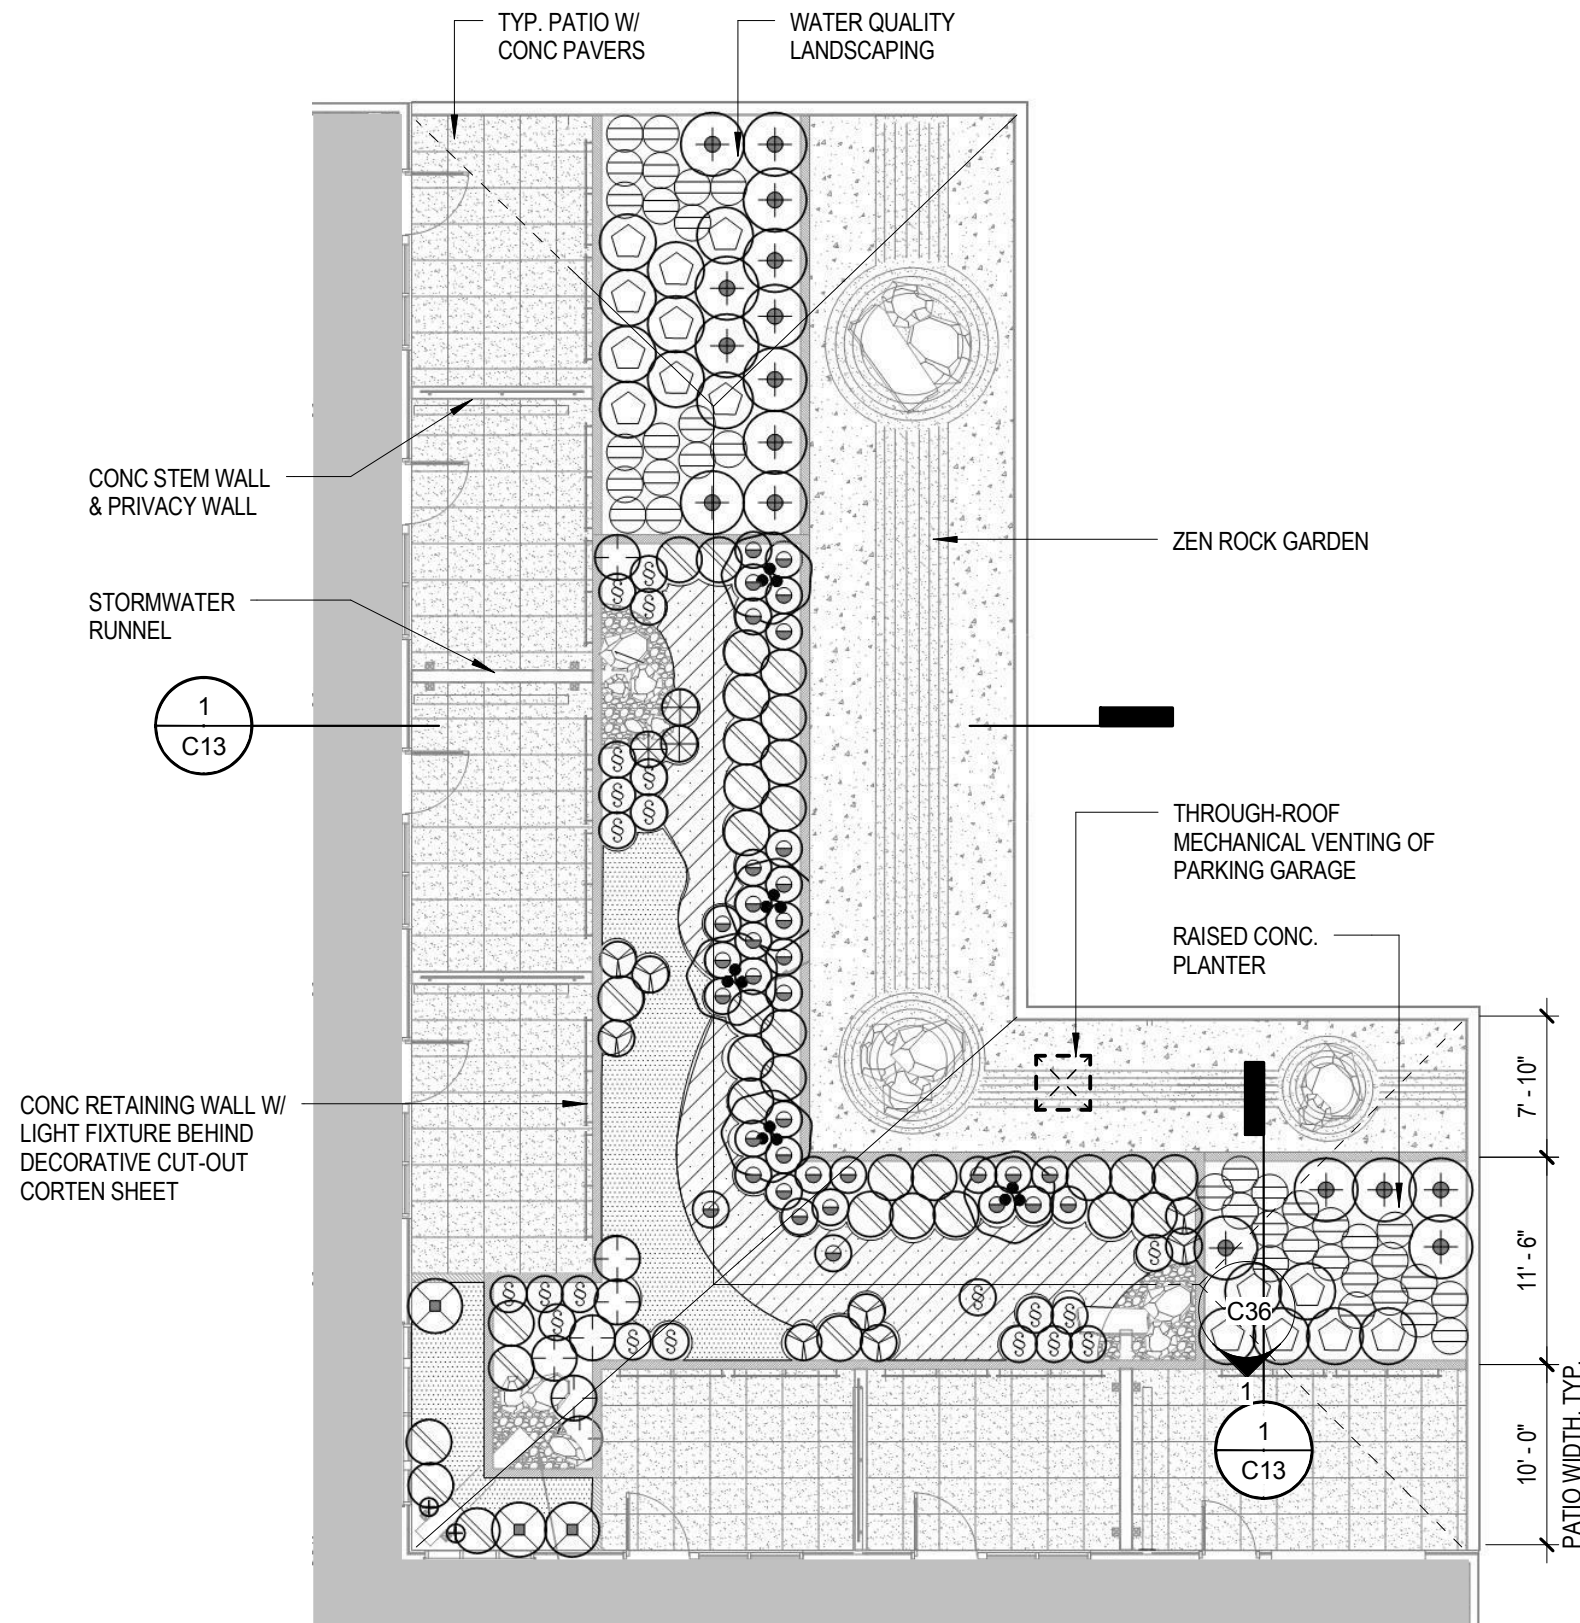 TYP. PATIO W/
CONC PAVERS
WATER QUALITY
LANDSCAPING
CONC STEM WALL
& PRIVACY WALL
ZEN ROCK GARDEN
STORMWATER
RUNNEL
1
C13
THROUGH-ROOF
MECHANICAL VENTING OF
PARKING GARAGE
RAISED CONC.
PLANTER
7' - 10"
CONC RETAINING WALL W/
LIGHT FIXTURE BEHIND
DECORATIVE CUT-OUT
CORTEN SHEET
11' - 6"
C36
1
1
C13
10' - 0"
PATIO WIDTH, TYP.